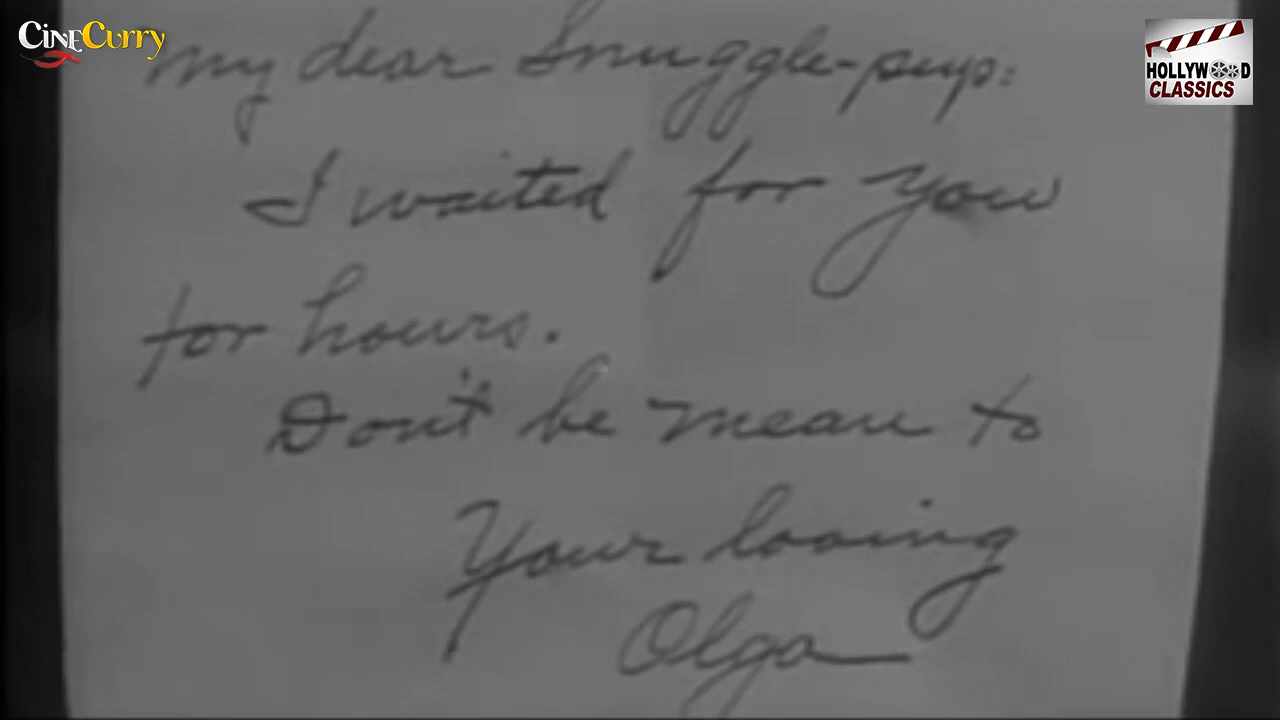 CINECURRY
HOLLYWOOD
CLASSICS
My dear Snuggle-pup:
I waited for you
for hours.
Don't be mean to
Your loving
Olga